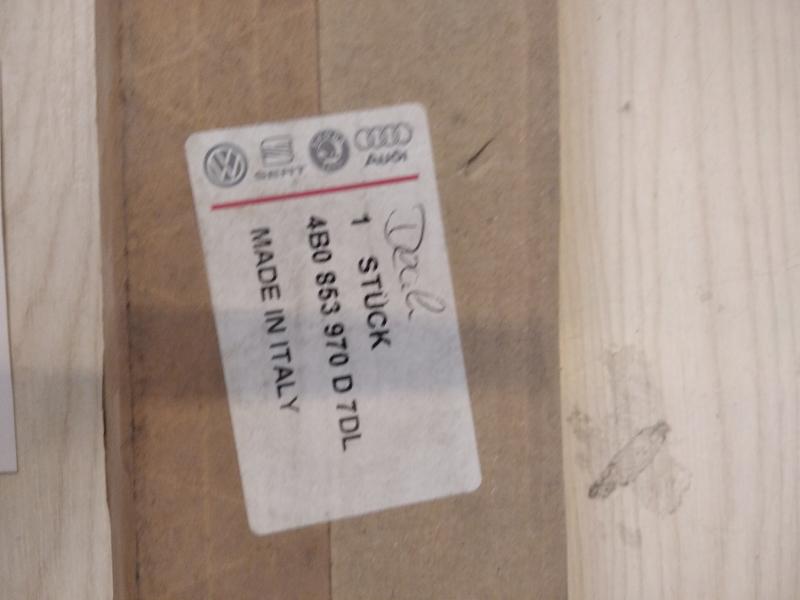 SEAT
AUDI
1 STÜCK
4B0 853 970 D 7DL
MADE IN ITALY